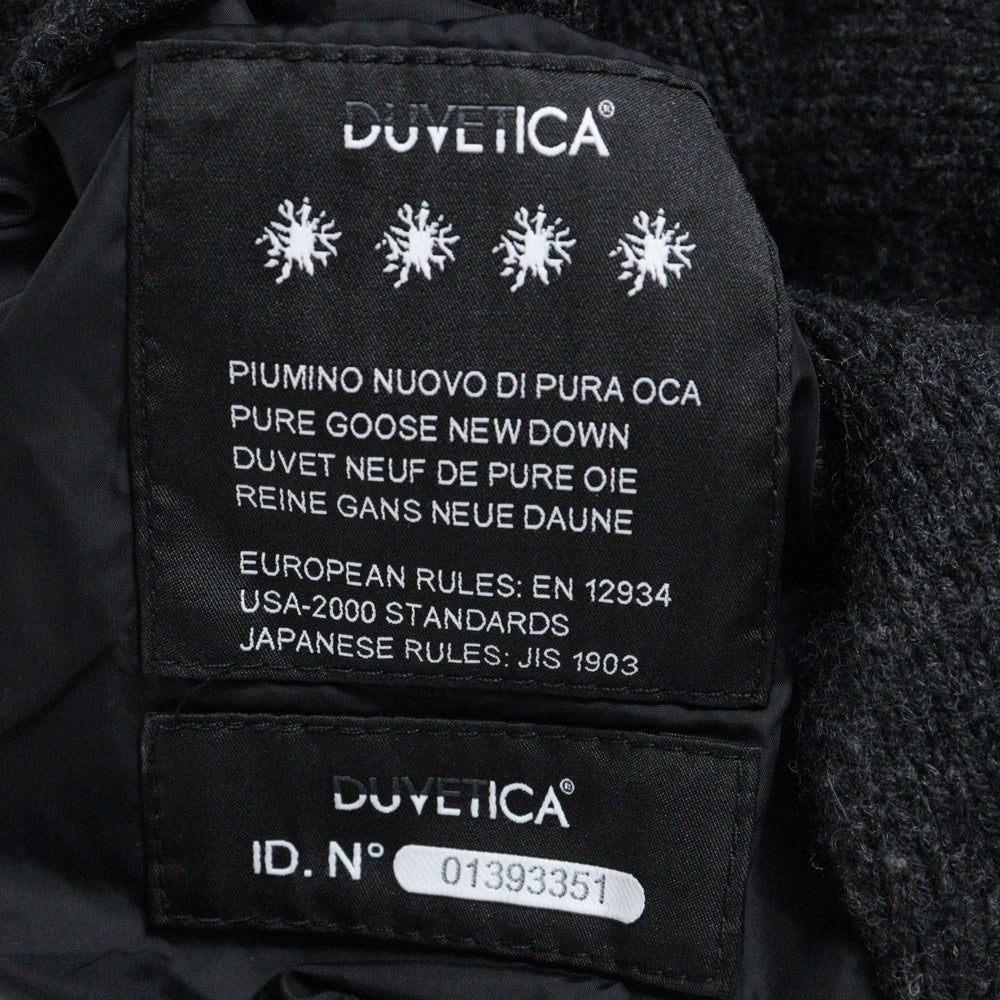 DUVETICA®
PIUMINO NUOVO DI PURA OCA
PURE GOOSE NEW DOWN
DUVET NEUF DE PURE OIE
REINE GANS NEUE DAUNE
EUROPEAN RULES: EN 12934
USA-2000 STANDARDS
JAPANESE RULES: JIS 1903
DUVETICA®
ID. N° 01393351